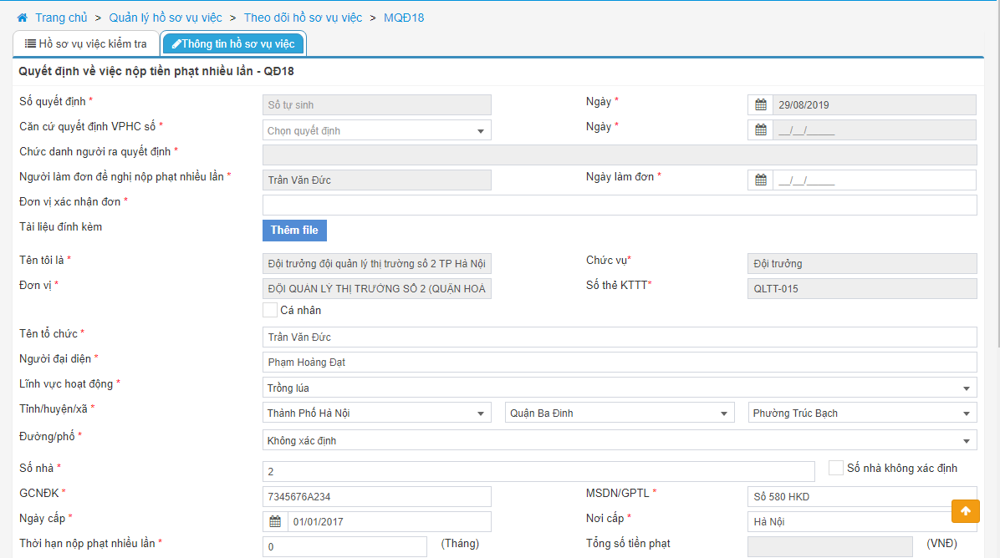 Trang chủ > Quản lý hồ sơ vụ việc > Theo dõi hồ sơ vụ việc > MQĐ18
Hồ sơ vụ việc kiểm tra Thông tin hồ sơ vụ việc
Quyết định về việc nộp tiền phạt nhiều lần - QĐ18
Số quyết định * Số tự sinh Ngày * 29/08/2019
Căn cứ quyết định VPHC số * Chọn quyết định Ngày * __/__/____
Chức danh người ra quyết định *
Người làm đơn đề nghị nộp phạt nhiều lần * Trần Văn Đức Ngày làm đơn * __/__/____
Đơn vị xác nhận đơn *
Tài liệu đính kèm Thêm file
Tên tôi là * Đội trưởng đội quản lý thị trường số 2 TP Hà Nội Chức vụ* Đội trưởng
Đơn vị * ĐỘI QUẢN LÝ THỊ TRƯỜNG SỐ 2 (QUẬN HOÀ Số thẻ KTTT* QLTT-015
Cá nhân
Tên tổ chức * Trần Văn Đức
Người đại diện * Phạm Hoàng Đạt
Lĩnh vực hoạt động * Trồng lúa
Tỉnh/huyện/xã * Thành Phố Hà Nội Quận Ba Đình Phường Trúc Bạch
Đường/phố * Không xác định
Số nhà * 2 Số nhà không xác định
GCNĐK * 7345676A234 MSDN/GPTL * Số 580 HKD
Ngày cấp * 01/01/2017 Nơi cấp * Hà Nội
Thời hạn nộp phạt nhiều lần * 0 (Tháng) Tổng số tiền phạt (VNĐ)